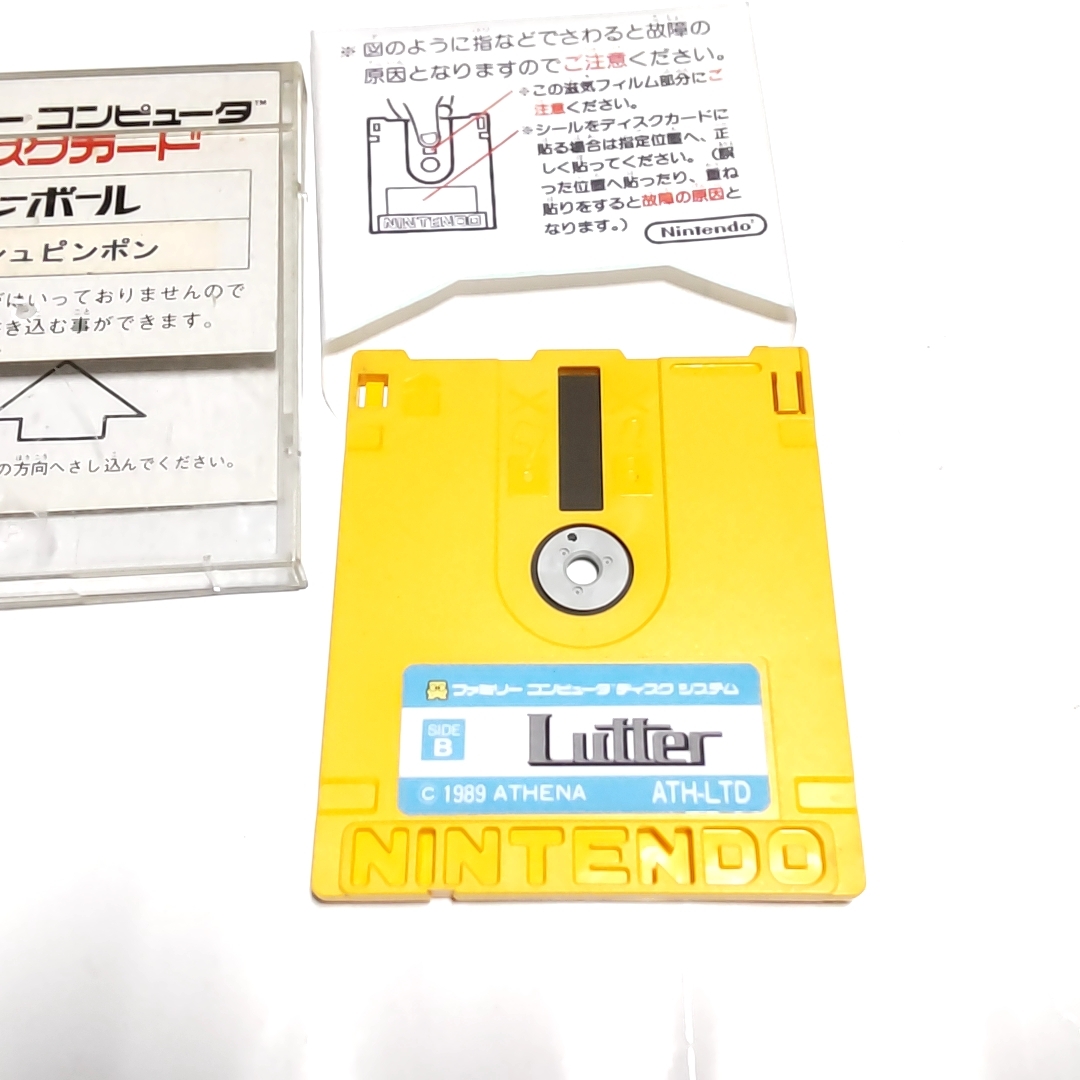 ー コンピュータ™
スクカード
レーボール
シュピンポン
がはいっておりませんので
き込む事ができます。
の方向へさし込んでください。
※図のように指などでさわると故障の
原因となりますのでご注意ください。
※この滋気フィルム部分にご
注意ください。
※シールをディスクカードに
貼る場合は指定位置へ、正
しく貼ってください。(誤
った位置へ貼ったり、重ね
貼りをすると故障の原因と
なります。)
NINTENDO
Nintendo®
ファミリー コンピュータ ディスク システム
SIDE
B
Lutter
© 1989 ATHENA
ATH-LTD
NINTENDO